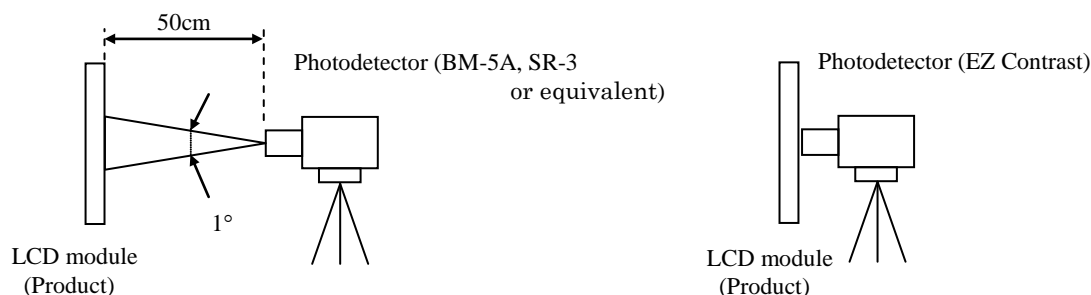 50cm
Photodetector (BM-5A, SR-3
or equivalent)
1°
LCD module
(Product)
Photodetector (EZ Contrast)
LCD module
(Product)